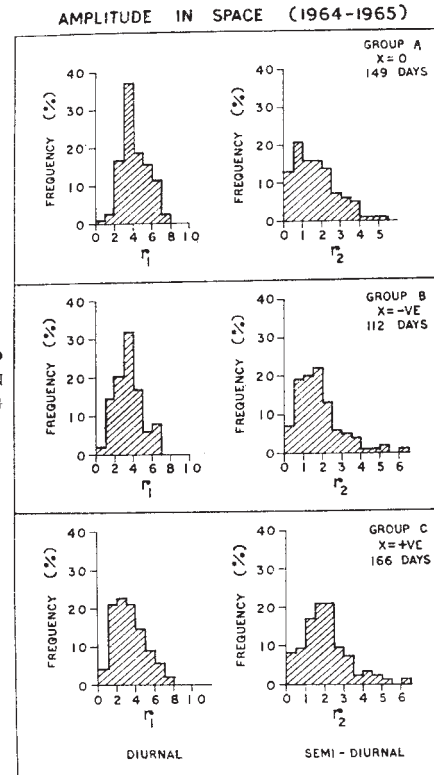 AMPLITUDE IN SPACE (1964-1965)
GROUP A
X=0
149 DAYS
FREQUENCY (%)
40
30
20
10
0
0 2 4 6 8 10
r1
FREQUENCY (%)
40
30
20
10
0
0 1 2 3 4 5
r2
GROUP B
X=-VE
112 DAYS
FREQUENCY (%)
40
30
20
10
0
0 2 4 6 8 10
r1
FREQUENCY (%)
40
30
20
10
0
0 1 2 3 4 5 6
r2
GROUP C
X=+VE
166 DAYS
FREQUENCY (%)
40
30
20
10
0
0 2 4 6 8 10
r1
FREQUENCY (%)
40
30
20
10
0
0 1 2 3 4 5 6
r2
DIURNAL
SEMI-DIURNAL